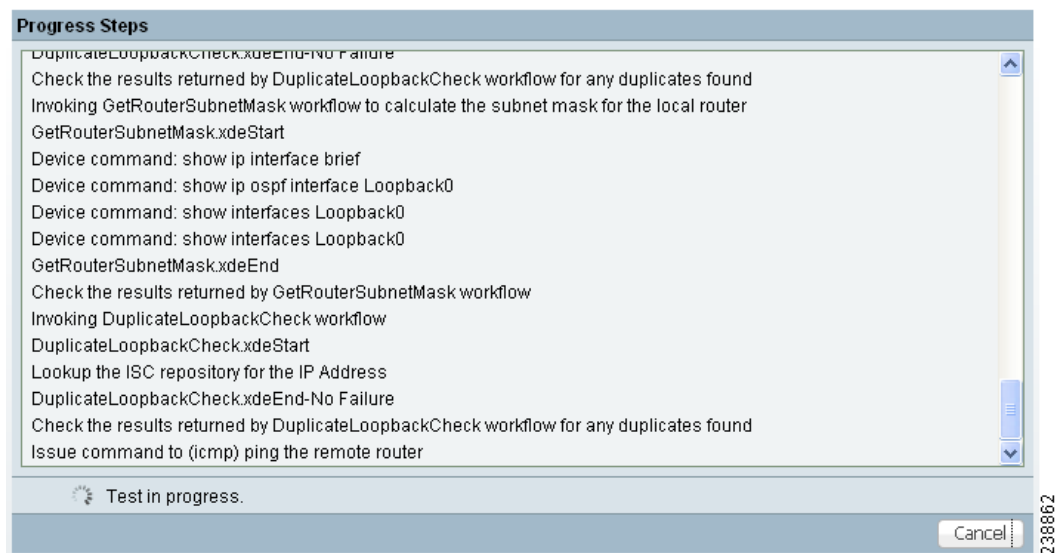 Progress Steps
DuplicateLoopbackCheck.xdeEnd-No Failure
Check the results returned by DuplicateLoopbackCheck workflow for any duplicates found
Invoking GetRouterSubnetMask workflow to calculate the subnet mask for the local router
GetRouterSubnetMask.xdeStart
Device command: show ip interface brief
Device command: show ip ospf interface Loopback0
Device command: show interfaces Loopback0
Device command: show interfaces Loopback0
GetRouterSubnetMask.xdeEnd
Check the results returned by GetRouterSubnetMask workflow
Invoking DuplicateLoopbackCheck workflow
DuplicateLoopbackCheck.xdeStart
Lookup the ISC repository for the IP Address
DuplicateLoopbackCheck.xdeEnd-No Failure
Check the results returned by DuplicateLoopbackCheck workflow for any duplicates found
Issue command to (icmp) ping the remote router
Test in progress.
Cancel
238862